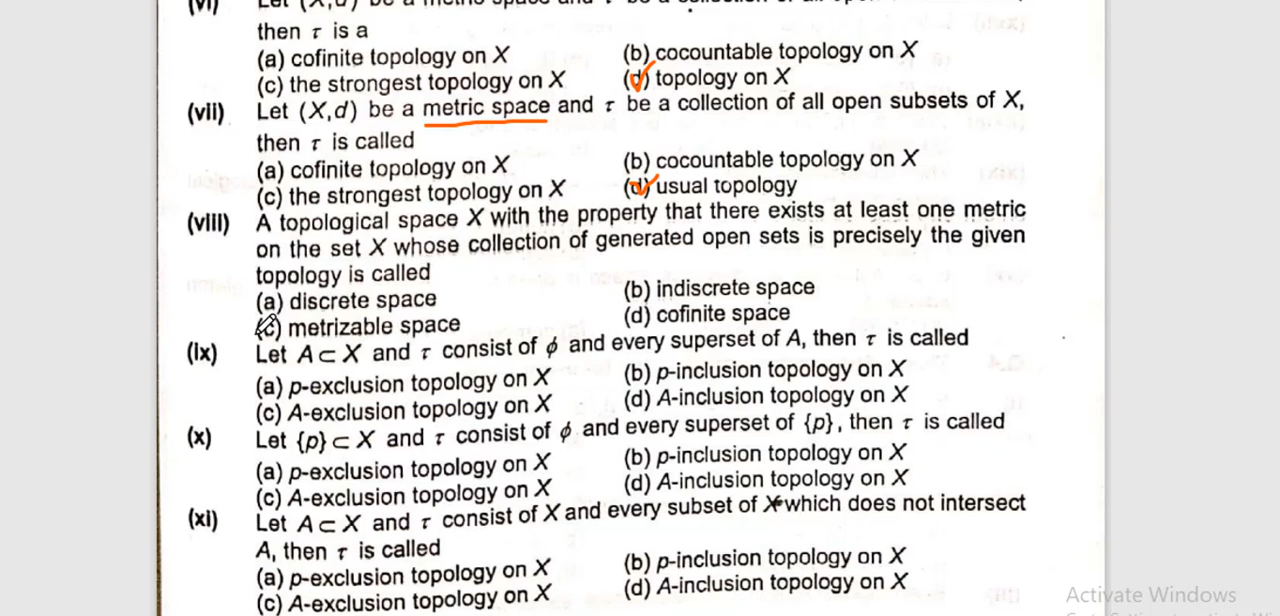 then τ is a
(a) cofinite topology on X (b) cocountable topology on X
(c) the strongest topology on X (d) topology on X
(vii) Let (X,d) be a metric space and τ be a collection of all open subsets of X,
then τ is called
(a) cofinite topology on X (b) cocountable topology on X
(c) the strongest topology on X (d) usual topology
(viii) A topological space X with the property that there exists at least one metric
on the set X whose collection of generated open sets is precisely the given
topology is called
(a) discrete space (b) indiscrete space
(c) metrizable space (d) cofinite space
(ix) Let A⊂X and τ consist of ϕ and every superset of A, then τ is called
(a) p-exclusion topology on X (b) p-inclusion topology on X
(c) A-exclusion topology on X (d) A-inclusion topology on X
(x) Let {p}⊂X and τ consist of ϕ and every superset of {p}, then τ is called
(a) p-exclusion topology on X (b) p-inclusion topology on X
(c) A-exclusion topology on X (d) A-inclusion topology on X
(xi) Let A⊂X and τ consist of X and every subset of X which does not intersect
A, then τ is called
(a) p-exclusion topology on X (b) p-inclusion topology on X
(c) A-exclusion topology on X (d) A-inclusion topology on X
Activate Windows